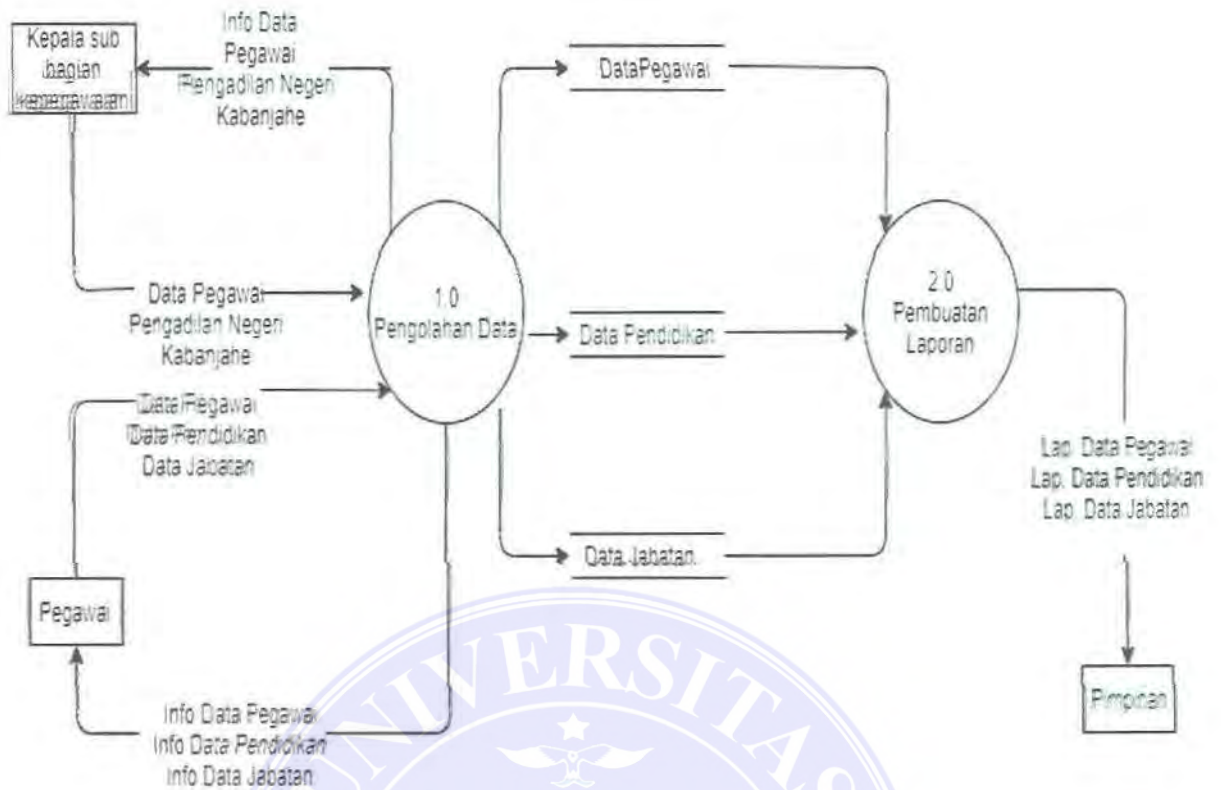 Kepala sub
bagian
kepegawaian
Info Data
Pegawai
Pengadilan Negeri
Kabanjahe
DataPegawai
Data Pegawai
Pengadilan Negeri
Kabanjahe
1.0
Pengolahan Data
Data Pendidikan
2.0
Pembuatan
Laporan
Data Pegawai
Data Pendidikan
Data Jabatan
Data Jabatan
Lap. Data Pegawai
Lap. Data Pendidikan
Lap. Data Jabatan
Pegawai
Pimpinan
Info Data Pegawai
Info Data Pendidikan
Info Data Jabatan
UNIVERSITAS